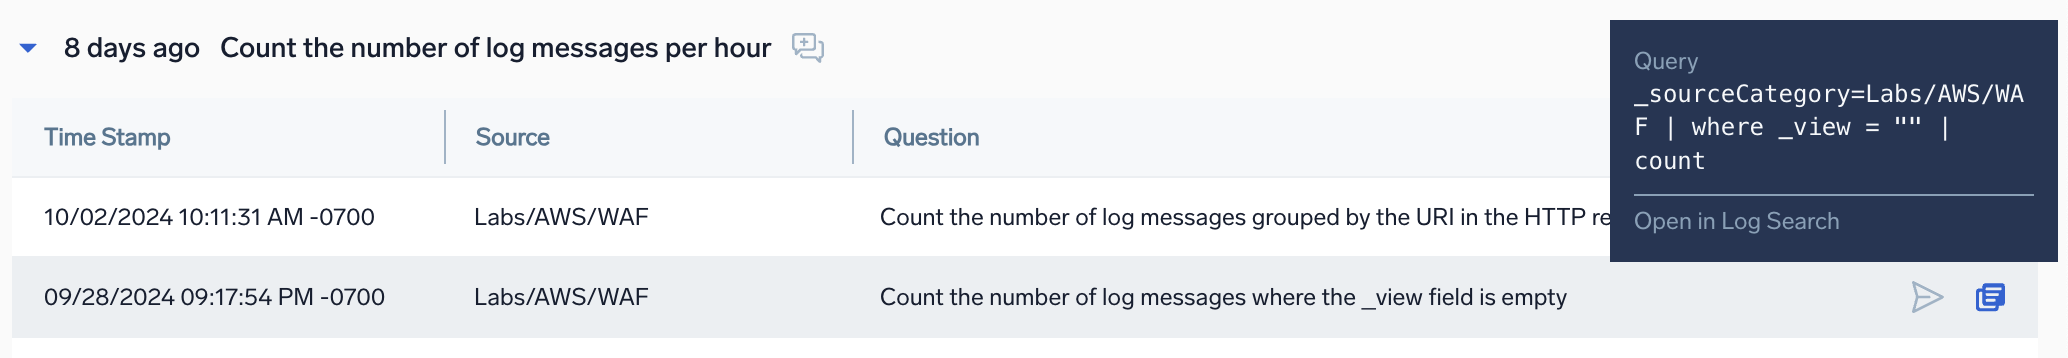 8 days ago Count the number of log messages per hour
Time Stamp Source Question
10/02/2024 10:11:31 AM -0700 Labs/AWS/WAF Count the number of log messages grouped by the URI in the HTTP
09/28/2024 09:17:54 PM -0700 Labs/AWS/WAF Count the number of log messages where the _view field is empty
Query
_sourceCategory=Labs/AWS/WA
F | where _view = "" |
count
Open in Log Search